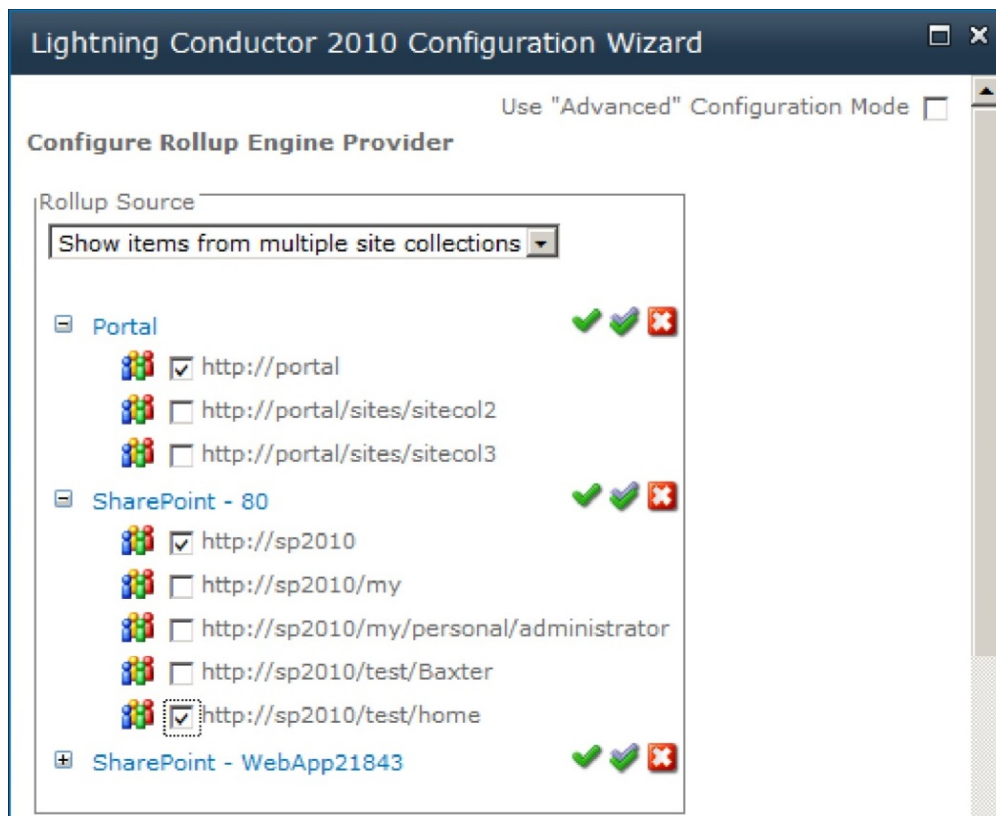 Lightning Conductor 2010 Configuration Wizard
Use "Advanced" Configuration Mode
Configure Rollup Engine Provider
Rollup Source
Show items from multiple site collections
Portal
http://portal
http://portal/sites/sitecol2
http://portal/sites/sitecol3
SharePoint - 80
http://sp2010
http://sp2010/my
http://sp2010/my/personal/administrator
http://sp2010/test/Baxter
http://sp2010/test/home
SharePoint - WebApp21843